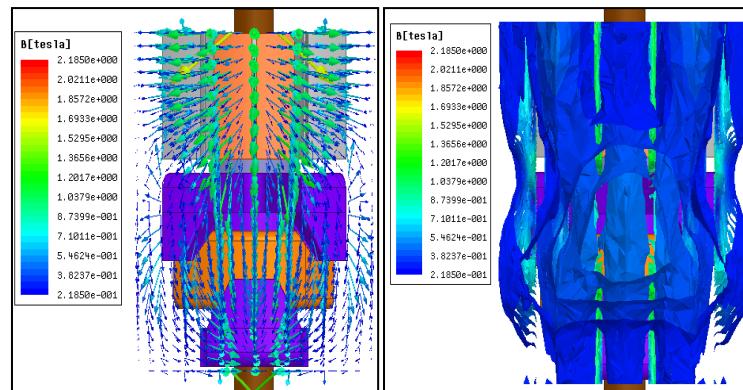 B[tesla]
2.1850e+000
2.0211e+000
1.8572e+000
1.6933e+000
1.5295e+000
1.3656e+000
1.2017e+000
1.0379e+000
8.7399e-001
7.1011e-001
5.4624e-001
3.8237e-001
2.1850e-001
B[tesla]
2.1850e+000
2.0211e+000
1.8572e+000
1.6933e+000
1.5295e+000
1.3656e+000
1.2017e+000
1.0379e+000
8.7399e-001
7.1011e-001
5.4624e-001
3.8237e-001
2.1850e-001